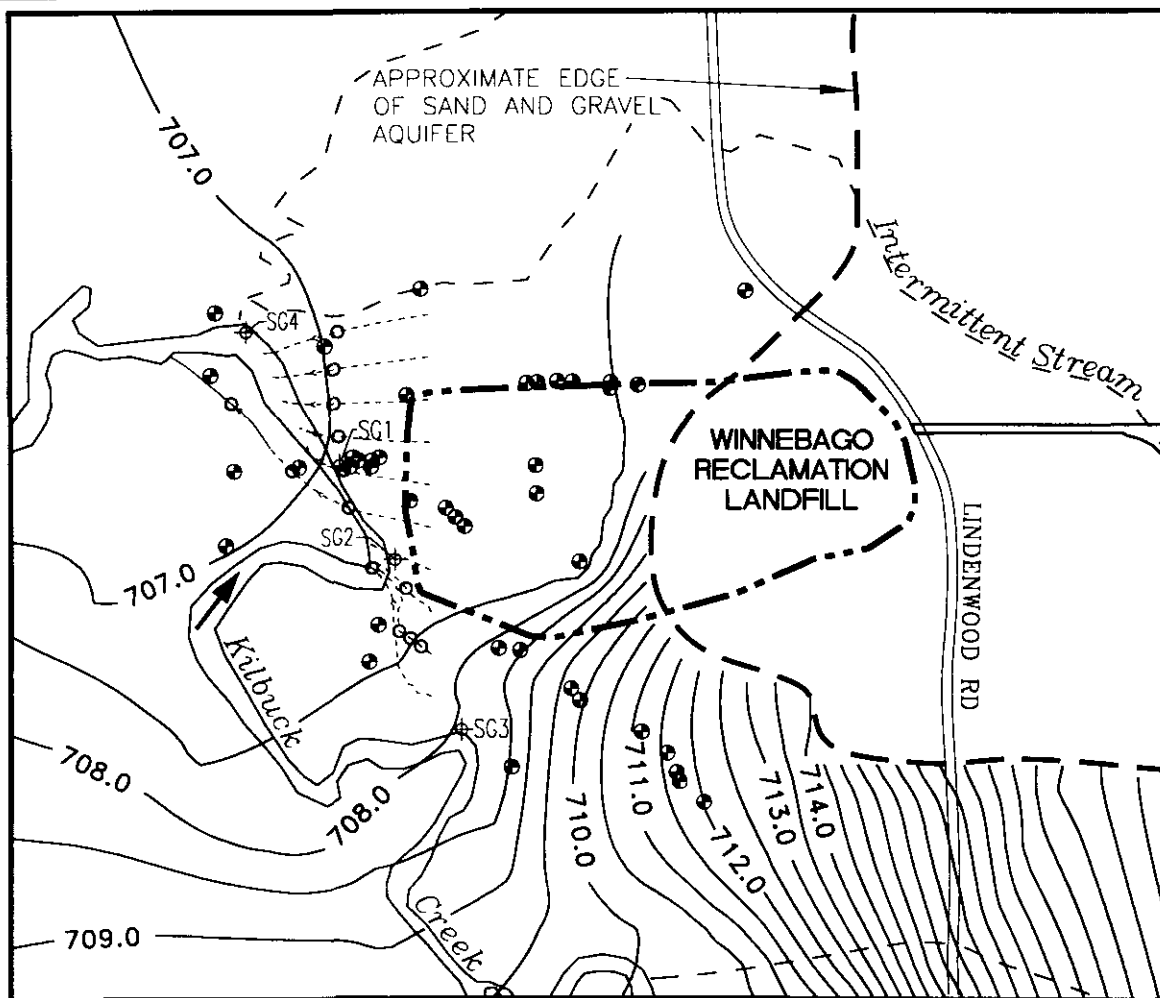 APPROXIMATE EDGE
OF SAND AND GRAVEL
AQUIFER
707.0
Intermittent Stream
SG4
SG1
WINNEBAGO
RECLAMATION
LANDFILL
SG2
LINDENWOOD RD
707.0
Kilbuck
SG3
708.0
708.0
711.0
714.0
713.0
710.0
712.0
Creek
709.0